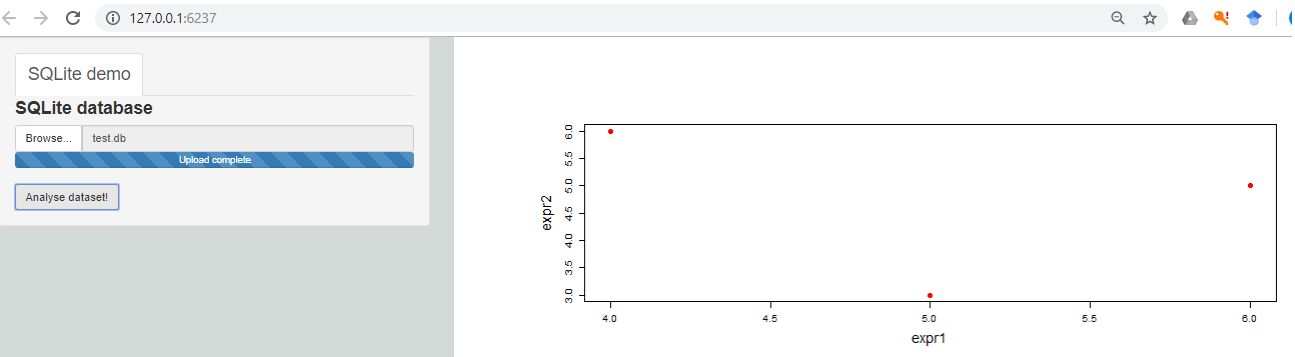 127.0.0.1:6237
SQLite demo
SQLite database
Browse... test.db
Upload complete
Analyse dataset!
expr2
6.0
5.5
5.0
4.5
4.0
3.5
3.0
4.0 4.5 5.0 5.5 6.0
expr1